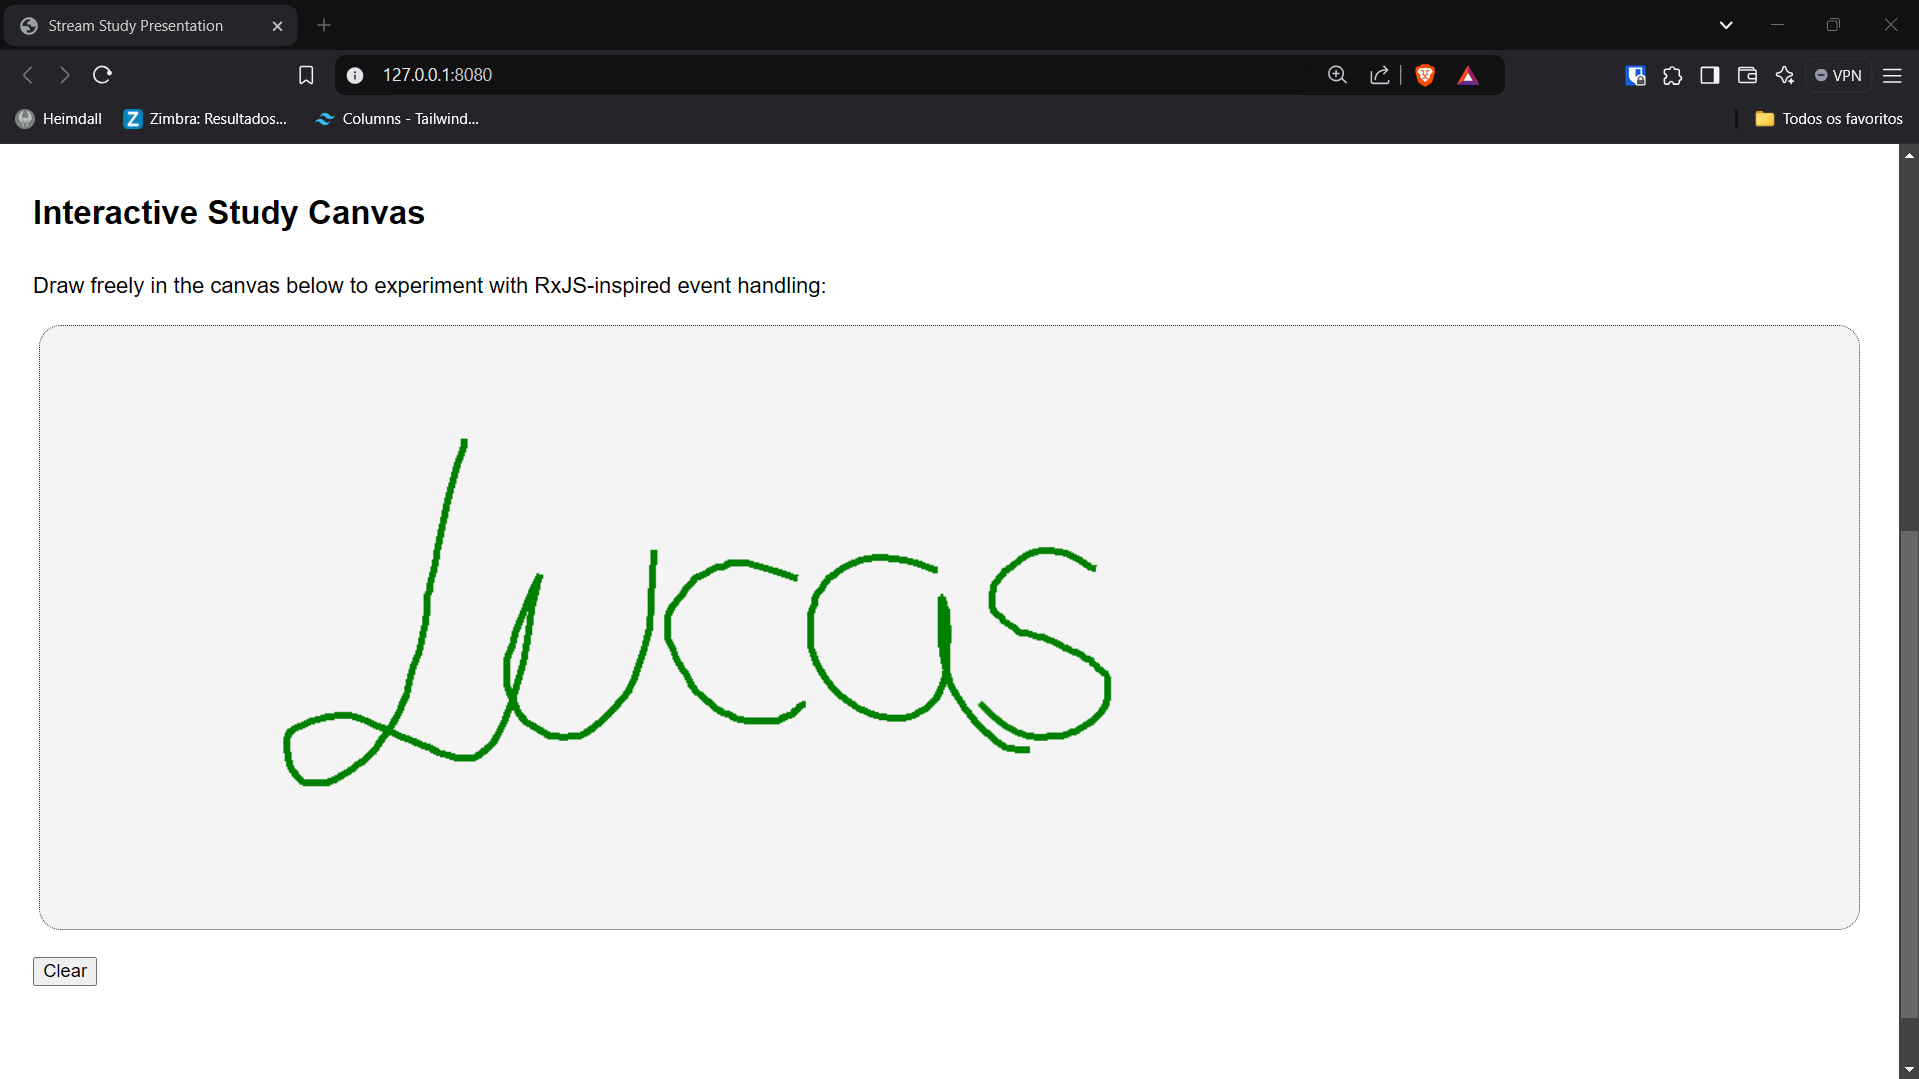 Stream Study Presentation
127.0.0.1:8080
VPN
Heimdall
Z Zimbra: Resultados...
Columns - Tailwind...
Todos os favoritos
Interactive Study Canvas
Draw freely in the canvas below to experiment with RxJS-inspired event handling:
Lucas
Clear